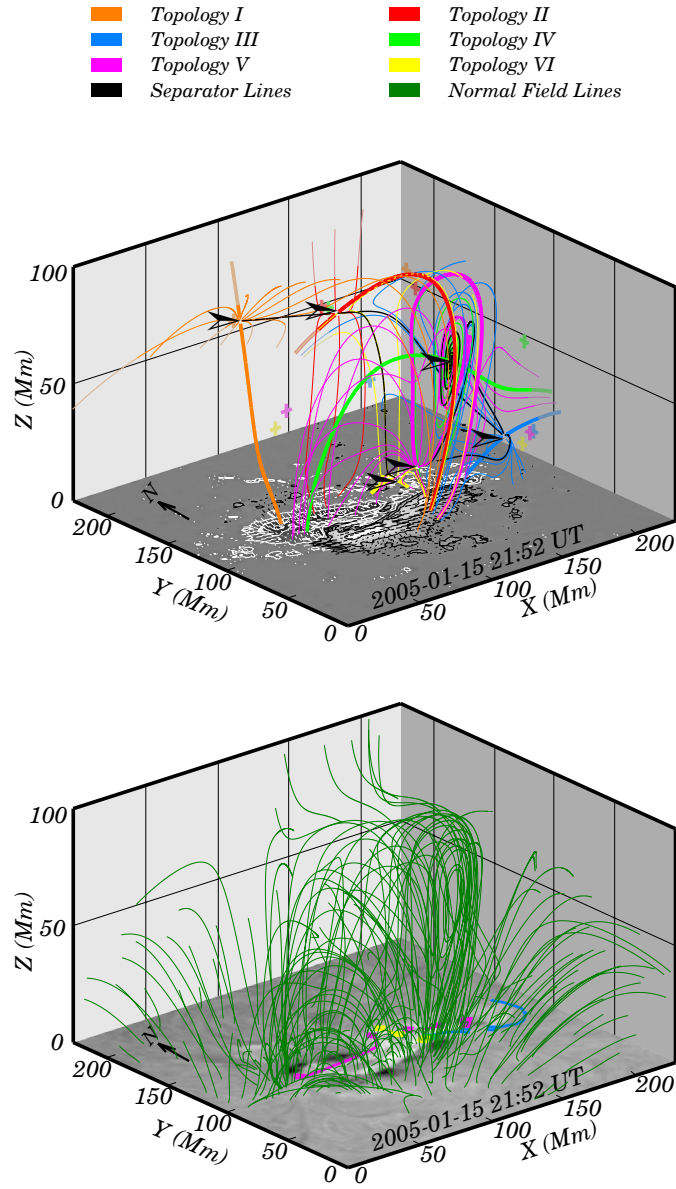 Topology I Topology II
Topology III Topology IV
Topology V Topology VI
Separator Lines Normal Field Lines
100
50
0
Z (Mm)
N
200
150
100
50
0
Y (Mm)
2005-01-15 21:52 UT
0
50
100
150
200
X (Mm)
100
50
0
Z (Mm)
N
200
150
100
50
0
Y (Mm)
2005-01-15 21:52 UT
0
50
100
150
200
X (Mm)